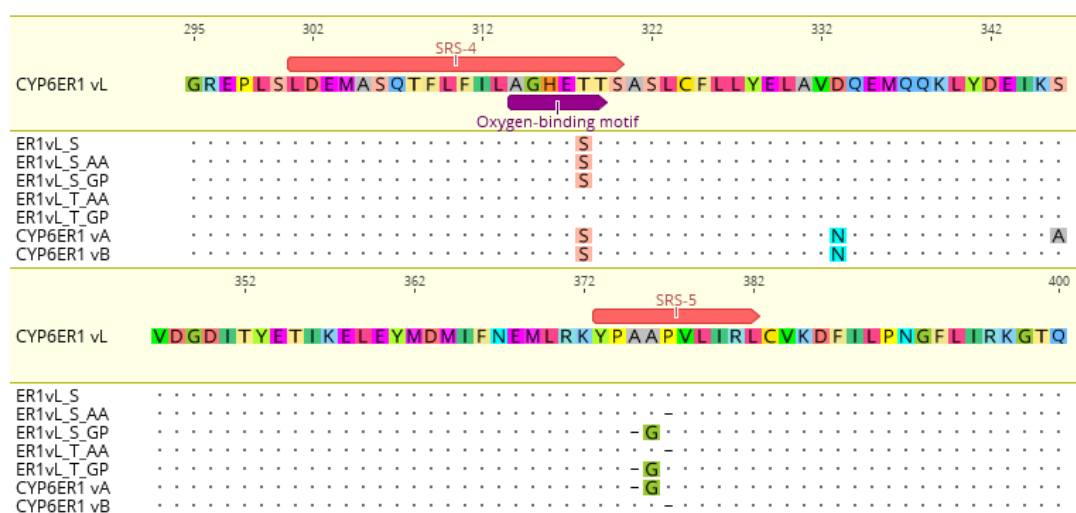 295 302 312 322 332 342
SRS-4
CYP6ER1 vL GREPLSLDEMASQTFLFILAGHETTSASLCFLLYELAVDQEMQQKLYDEIKS
Oxygen-binding motif
ER1vL_S S
ER1vL_S_AA S
ER1vL_S_GP S
ER1vL_T_AA
ER1vL_T_GP
CYP6ER1 vA S N A
CYP6ER1 vB S N
352 362 372 382 400
SRS-5
CYP6ER1 vL VDGDITYETIKELEYMDMIFNEMLRKYPAAPVLIRLCVKDFILPNGFLIRKGTQ
ER1vL_S
ER1vL_S_AA –
ER1vL_S_GP – G
ER1vL_T_AA –
ER1vL_T_GP – G
CYP6ER1 vA – G
CYP6ER1 vB –